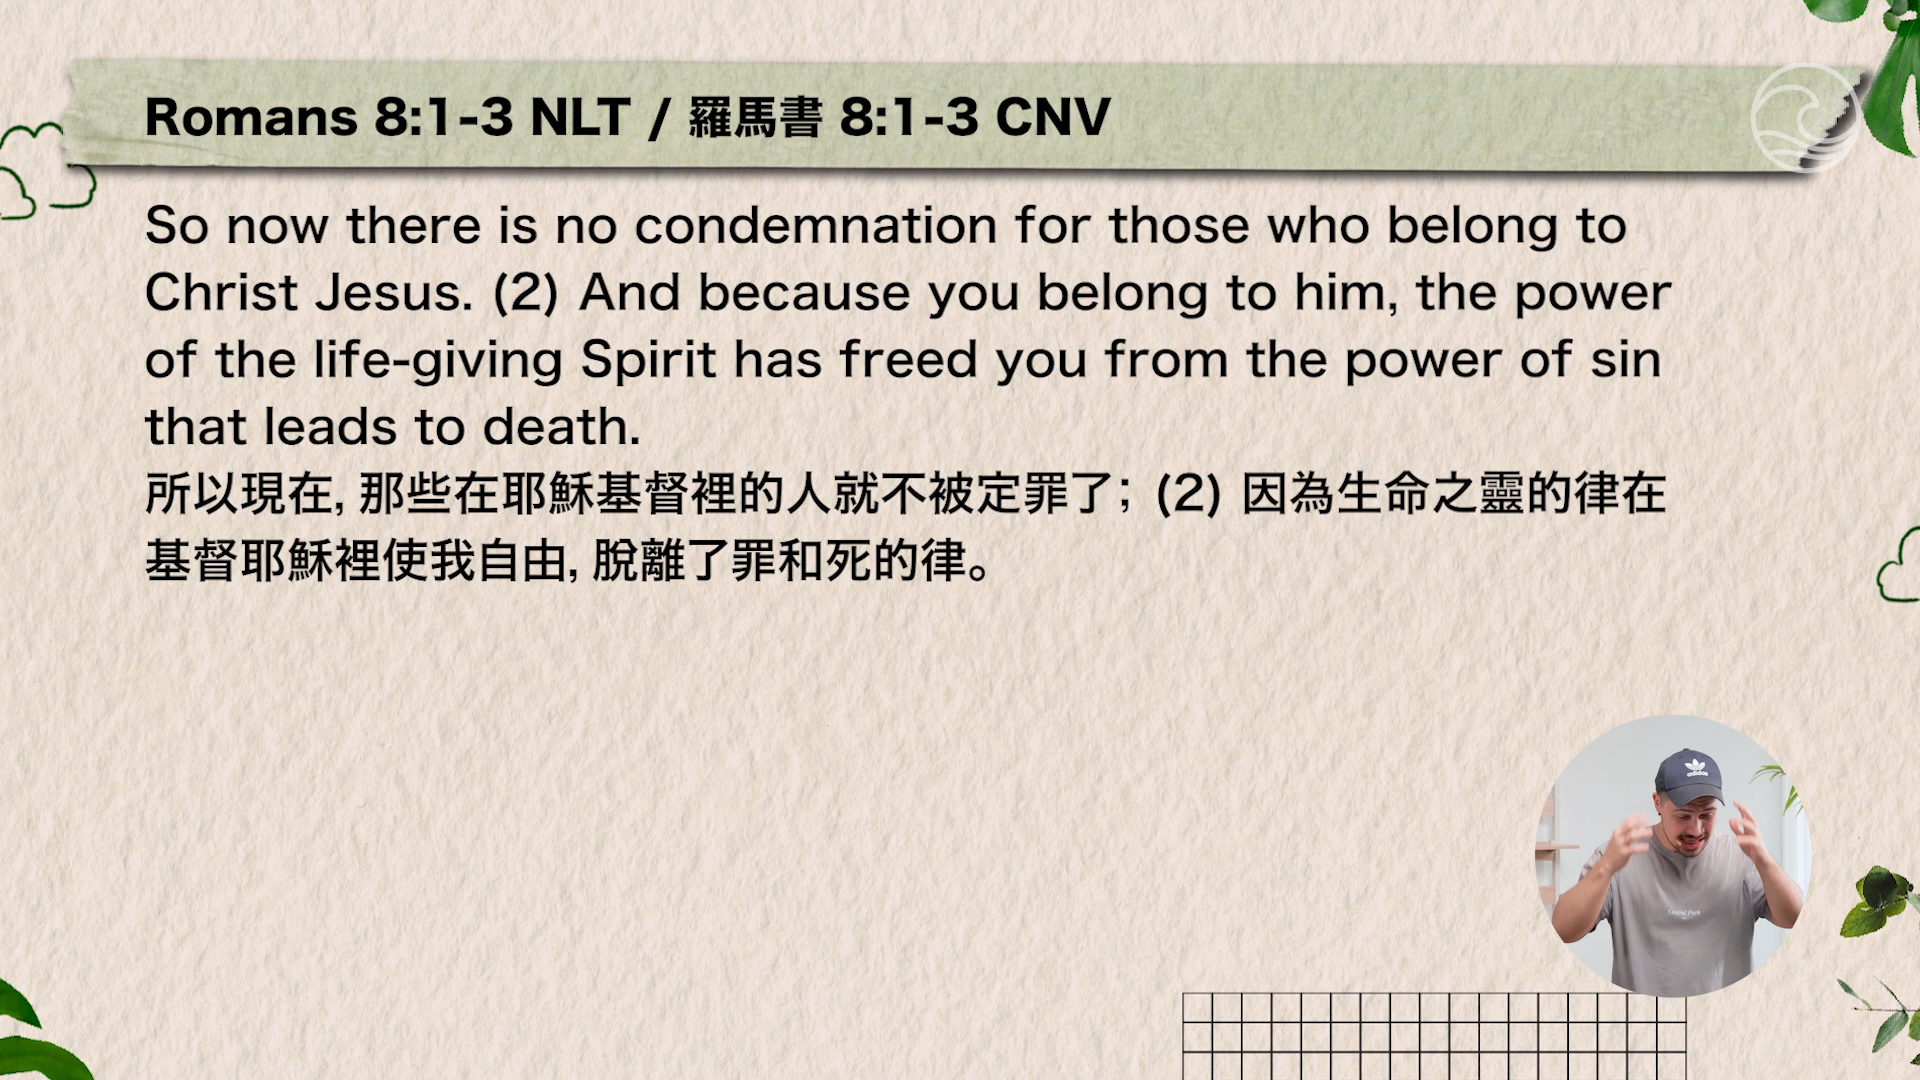 Romans 8:1-3 NLT / 羅馬書 8:1-3 CNV
So now there is no condemnation for those who belong to
Christ Jesus. (2) And because you belong to him, the power
of the life-giving Spirit has freed you from the power of sin
that leads to death.
所以現在, 那些在耶穌基督裡的人就不被定罪了; (2) 因為生命之靈的律在
基督耶穌裡使我自由, 脫離了罪和死的律。
adidas
Central Park